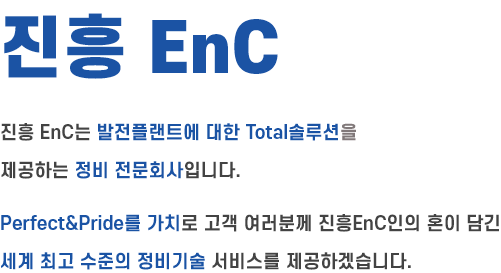 진흥 EnC
진흥 EnC는 발전플랜트에 대한 Total솔루션을
제공하는 정비 전문회사입니다.
Perfect&Pride를 가치로 고객 여러분께 진흥EnC인의 혼이 담긴
세계 최고 수준의 정비기술 서비스를 제공하겠습니다.